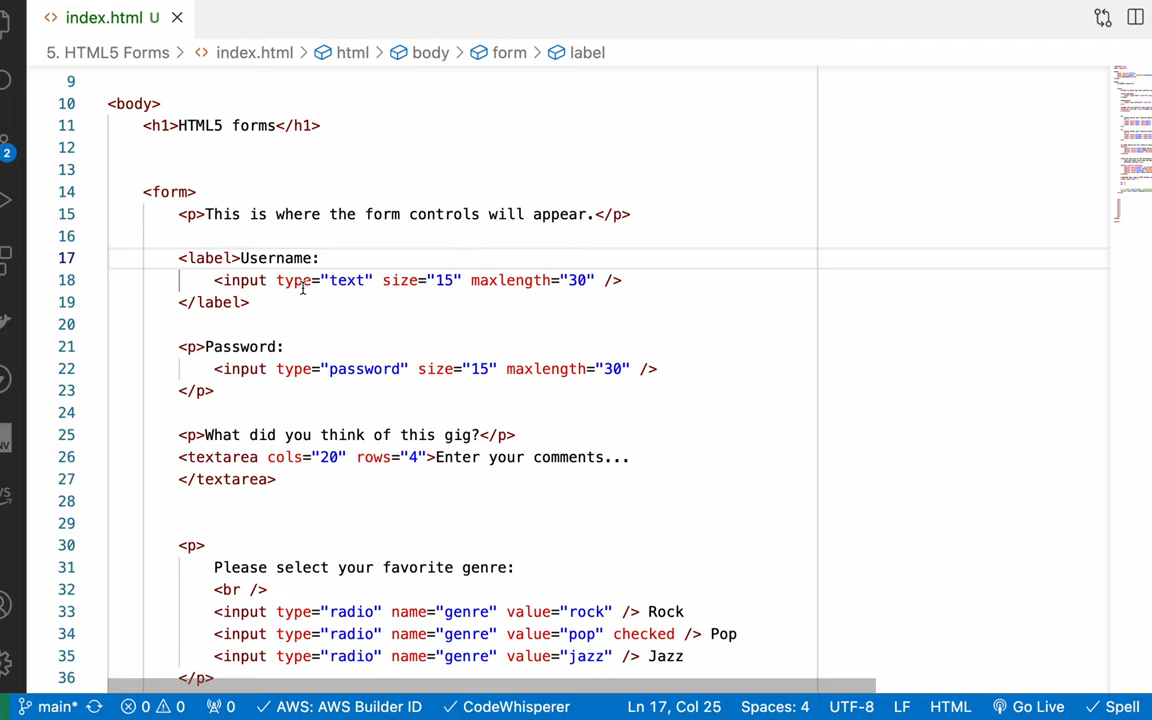 index.html U
5. HTML5 Forms > index.html > html > body > form > label
9
10 <body>
11 <h1>HTML5 forms</h1>
12
13
14 <form>
15 <p>This is where the form controls will appear.</p>
16
17 <label>Username:
18 <input type="text" size="15" maxlength="30" />
19 </label>
20
21 <p>Password:
22 <input type="password" size="15" maxlength="30" />
23 </p>
24
25 <p>What did you think of this gig?</p>
26 <textarea cols="20" rows="4">Enter your comments...
27 </textarea>
28
29
30 <p>
31 Please select your favorite genre:
32 <br />
33 <input type="radio" name="genre" value="rock" /> Rock
34 <input type="radio" name="genre" value="pop" checked /> Pop
35 <input type="radio" name="genre" value="jazz" /> Jazz
36 </p>
2
main* 0 0 0 AWS: AWS Builder ID CodeWhisperer Ln 17, Col 25 Spaces: 4 UTF-8 LF HTML Go Live Spell